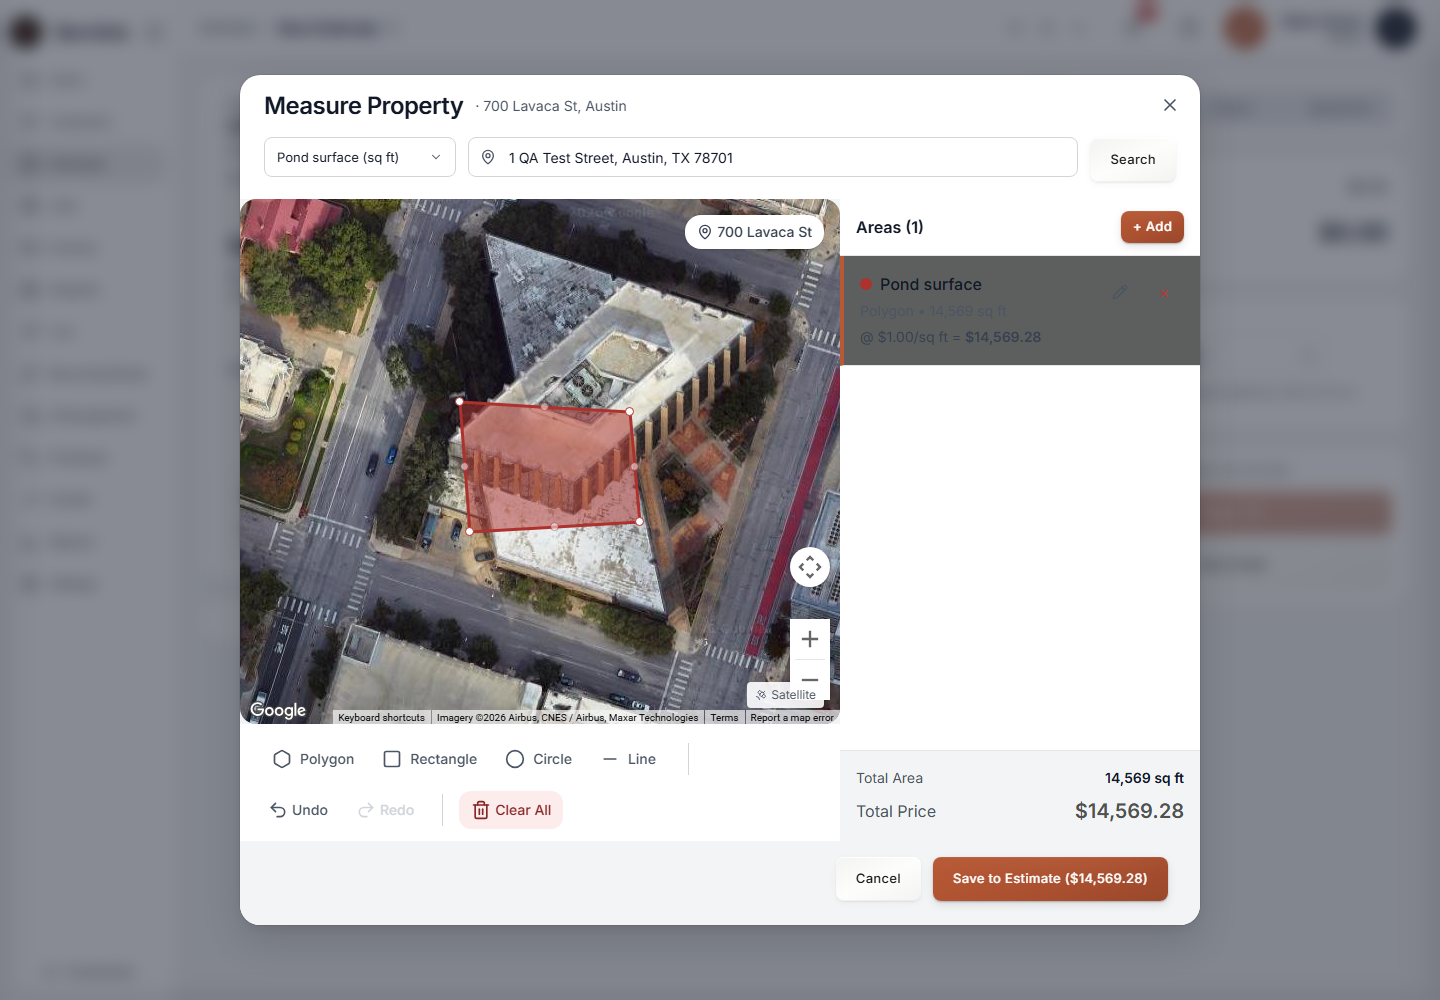 Measure Property · 700 Lavaca St, Austin
Pond surface (sq ft)
1 QA Test Street, Austin, TX 78701
Search
700 Lavaca St
Areas (1)
+ Add
Pond surface
Polygon • 14,569 sq ft
@ $1.00/sq ft = $14,569.28
Satellite
Google
Keyboard shortcuts
Imagery ©2026 Airbus, CNES / Airbus, Maxar Technologies
Terms
Report a map error
Polygon
Rectangle
Circle
Line
Undo
Redo
Clear All
Total Area 14,569 sq ft
Total Price $14,569.28
Cancel
Save to Estimate ($14,569.28)